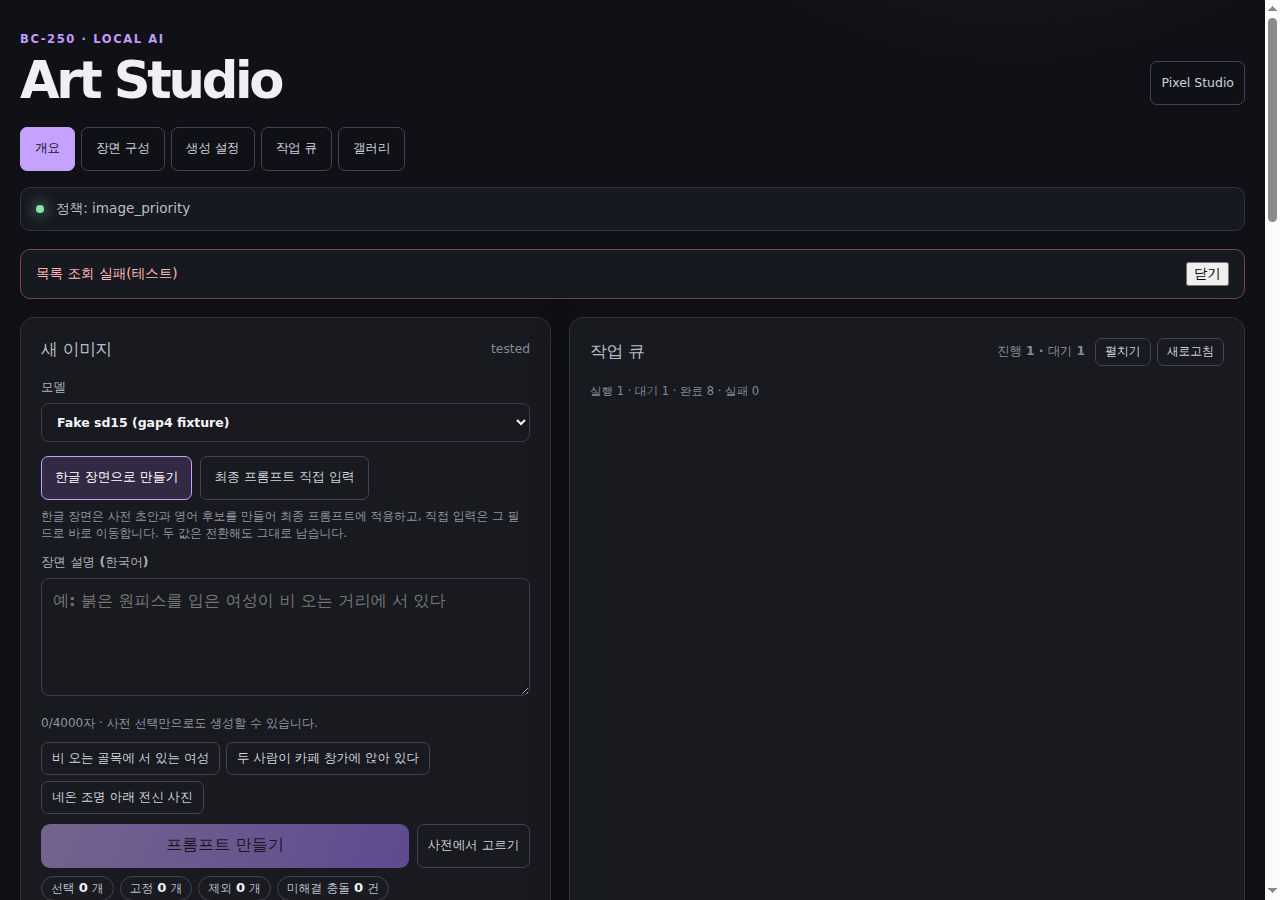 BC-250 · LOCAL AI
Art Studio
Pixel Studio
개요
장면 구성
생성 설정
작업 큐
갤러리
정책: image_priority
목록 조회 실패(테스트)
닫기
새 이미지
tested
모델
Fake sd15 (gap4 fixture)
한글 장면으로 만들기
최종 프롬프트 직접 입력
한글 장면은 사전 초안과 영어 후보를 만들어 최종 프롬프트에 적용하고, 직접 입력은 그 필
드로 바로 이동합니다. 두 값은 전환해도 그대로 남습니다.
장면 설명 (한국어)
예: 붉은 원피스를 입은 여성이 비 오는 거리에 서 있다
0/4000자 · 사전 선택만으로도 생성할 수 있습니다.
비 오는 골목에 서 있는 여성
두 사람이 카페 창가에 앉아 있다
네온 조명 아래 전신 사진
프롬프트 만들기
사전에서 고르기
선택 0 개
고정 0 개
제외 0 개
미해결 충돌 0 건
작업 큐
진행 1 · 대기 1
펼치기
새로고침
실행 1 · 대기 1 · 완료 8 · 실패 0